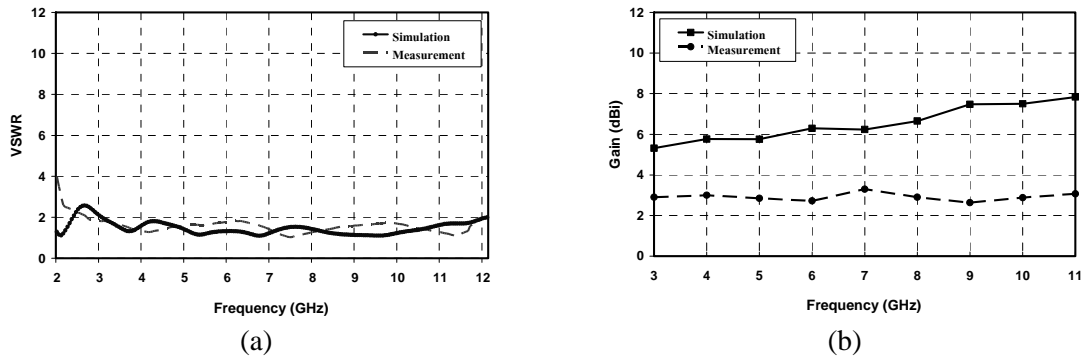 12
10
8
6
4
2
0
VSWR
Simulation
Measurement
2 3 4 5 6 7 8 9 10 11 12
Frequency (GHz)
(a)
12
10
8
6
4
2
0
Gain (dBi)
Simulation
Measurement
3 4 5 6 7 8 9 10 11
Frequency (GHz)
(b)